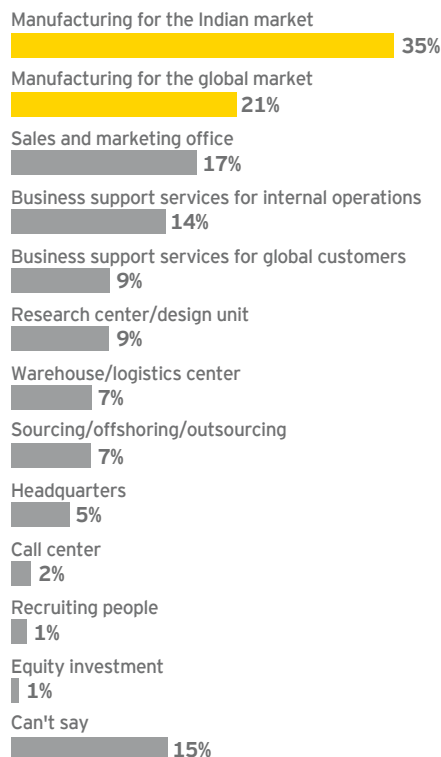 Manufacturing for the Indian market
35%
Manufacturing for the global market
21%
Sales and marketing office
17%
Business support services for internal operations
14%
Business support services for global customers
9%
Research center/design unit
9%
Warehouse/logistics center
7%
Sourcing/offshoring/outsourcing
7%
Headquarters
5%
Call center
2%
Recruiting people
1%
Equity investment
1%
Can't say
15%